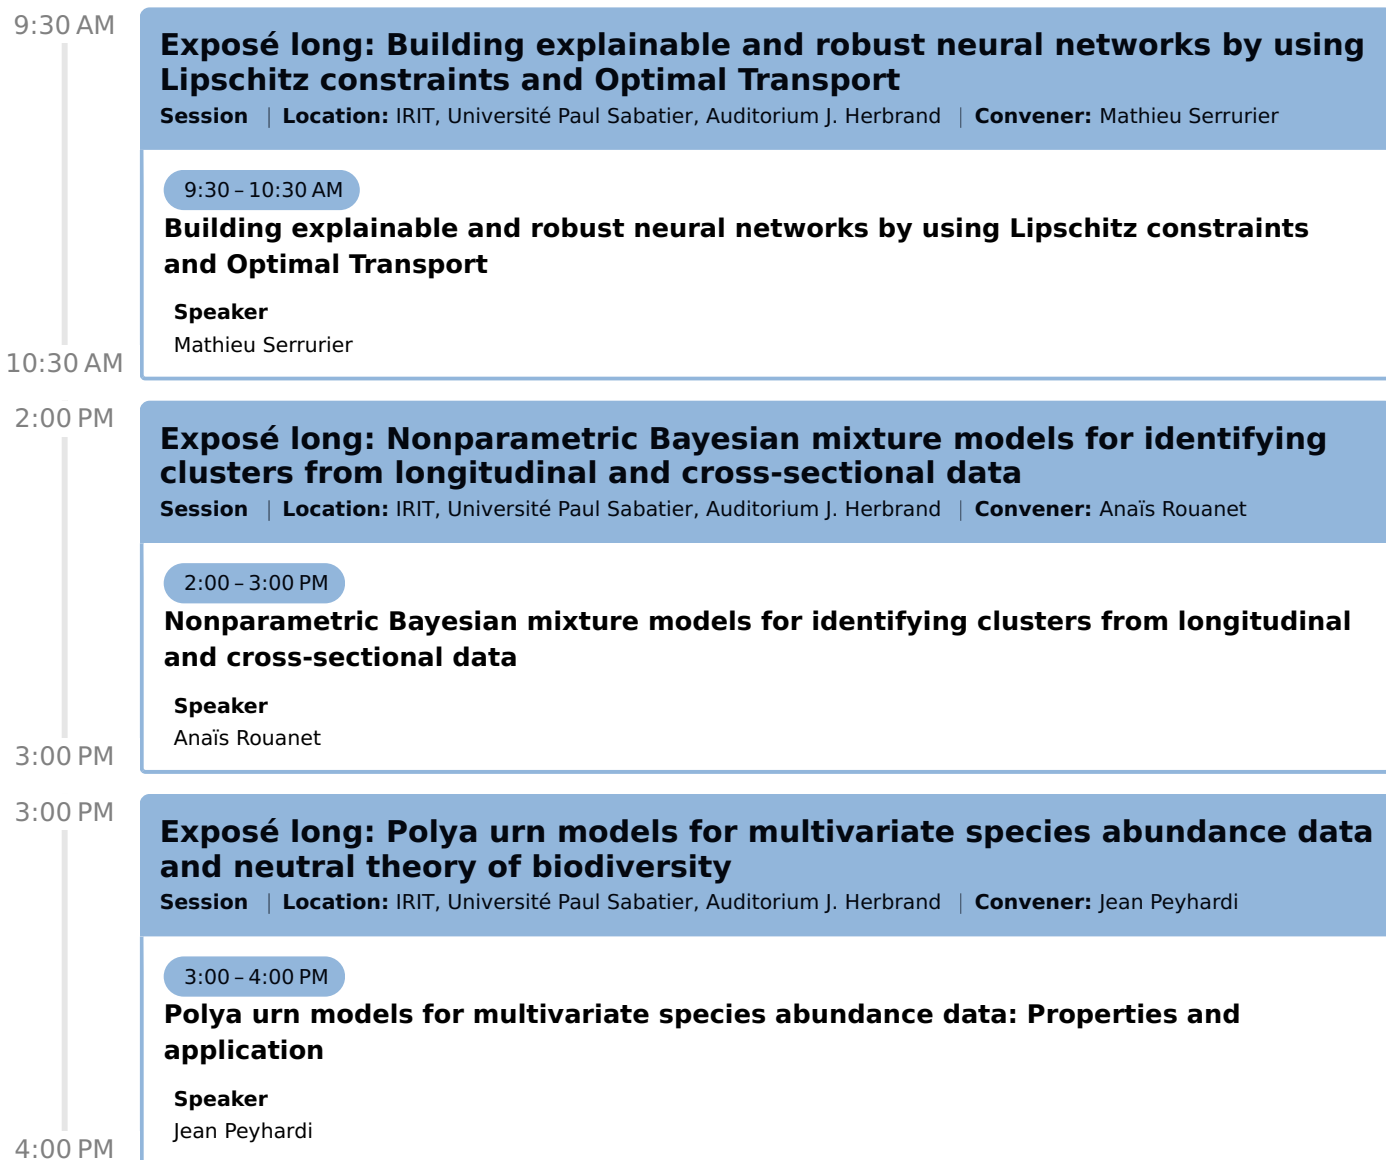 9:30 AM
Exposé long: Building explainable and robust neural networks by using
Lipschitz constraints and Optimal Transport
Session | Location: IRIT, Université Paul Sabatier, Auditorium J. Herbrand | Convener: Mathieu Serrurier
9:30 – 10:30 AM
Building explainable and robust neural networks by using Lipschitz constraints
and Optimal Transport
Speaker
Mathieu Serrurier
10:30 AM
2:00 PM
Exposé long: Nonparametric Bayesian mixture models for identifying
clusters from longitudinal and cross-sectional data
Session | Location: IRIT, Université Paul Sabatier, Auditorium J. Herbrand | Convener: Anaïs Rouanet
2:00 – 3:00 PM
Nonparametric Bayesian mixture models for identifying clusters from longitudinal
and cross-sectional data
Speaker
Anaïs Rouanet
3:00 PM
3:00 PM
Exposé long: Polya urn models for multivariate species abundance data
and neutral theory of biodiversity
Session | Location: IRIT, Université Paul Sabatier, Auditorium J. Herbrand | Convener: Jean Peyhardi
3:00 – 4:00 PM
Polya urn models for multivariate species abundance data: Properties and
application
Speaker
Jean Peyhardi
4:00 PM